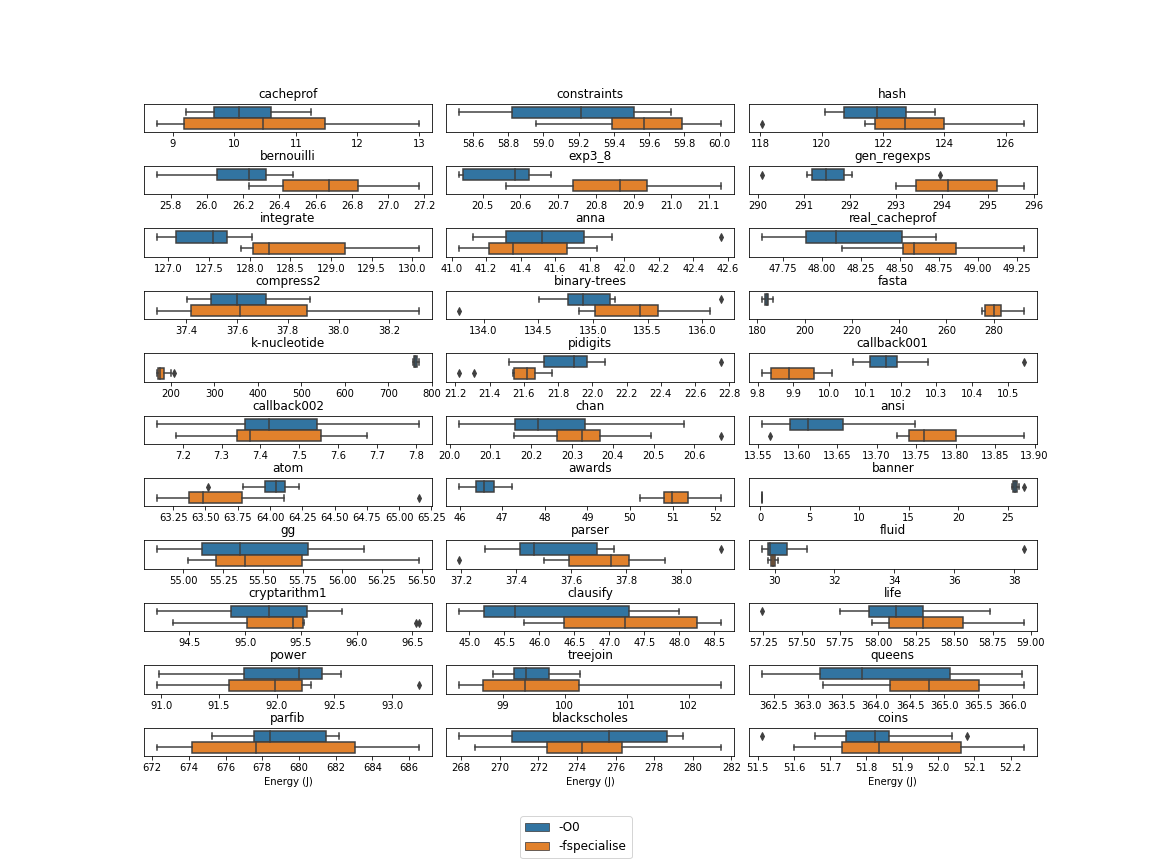 cacheprof constraints hash
9 10 11 12 13 58.6 58.8 59.0 59.2 59.4 59.6 59.8 60.0 118 120 122 124 126
bernouilli exp3_8 gen_regexps
25.8 26.0 26.2 26.4 26.6 26.8 27.0 27.2 20.5 20.6 20.7 20.8 20.9 21.0 21.1 290 291 292 293 294 295 296
integrate anna real_cacheprof
127.0 127.5 128.0 128.5 129.0 129.5 130.0 41.0 41.2 41.4 41.6 41.8 42.0 42.2 42.4 42.6 47.75 48.00 48.25 48.50 48.75 49.00 49.25
compress2 binary-trees fasta
37.4 37.6 37.8 38.0 38.2 134.0 134.5 135.0 135.5 136.0 180 200 220 240 260 280
k-nucleotide pidigits callback001
200 300 400 500 600 700 800 21.2 21.4 21.6 21.8 22.0 22.2 22.4 22.6 22.8 9.8 9.9 10.0 10.1 10.2 10.3 10.4 10.5
callback002 chan ansi
7.2 7.3 7.4 7.5 7.6 7.7 7.8 20.0 20.1 20.2 20.3 20.4 20.5 20.6 13.55 13.60 13.65 13.70 13.75 13.80 13.85 13.90
atom awards banner
63.25 63.50 63.75 64.00 64.25 64.50 64.75 65.00 65.25 46 47 48 49 50 51 52 0 5 10 15 20 25
gg parser fluid
55.00 55.25 55.50 55.75 56.00 56.25 56.50 37.2 37.4 37.6 37.8 38.0 30 32 34 36 38
cryptarithm1 clausify life
94.5 95.0 95.5 96.0 96.5 45.0 45.5 46.0 46.5 47.0 47.5 48.0 48.5 57.25 57.50 57.75 58.00 58.25 58.50 58.75 59.00
power treejoin queens
91.0 91.5 92.0 92.5 93.0 99 100 101 102 362.5 363.0 363.5 364.0 364.5 365.0 365.5 366.0
parfib blackscholes coins
672 674 676 678 680 682 684 686 268 270 272 274 276 278 280 282 51.5 51.6 51.7 51.8 51.9 52.0 52.1 52.2
Energy (J) Energy (J) Energy (J)
-O0
-fspecialise